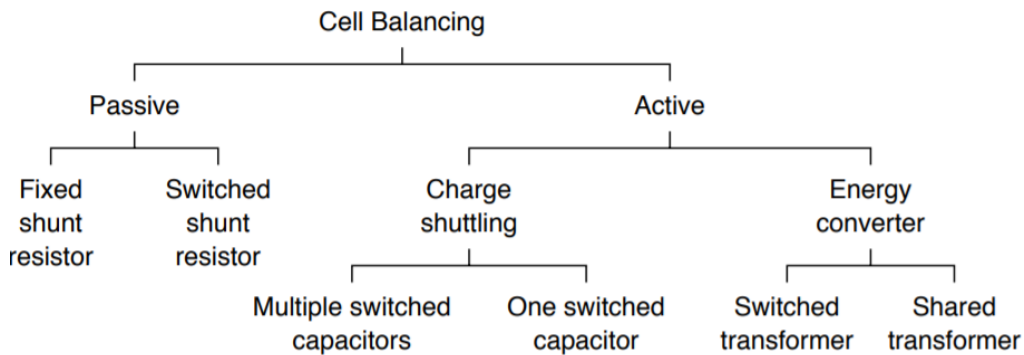 Cell Balancing
Passive
Active
Fixed
shunt
resistor
Switched
shunt
resistor
Charge
shuttling
Energy
converter
Multiple switched
capacitors
One switched
capacitor
Switched
transformer
Shared
transformer